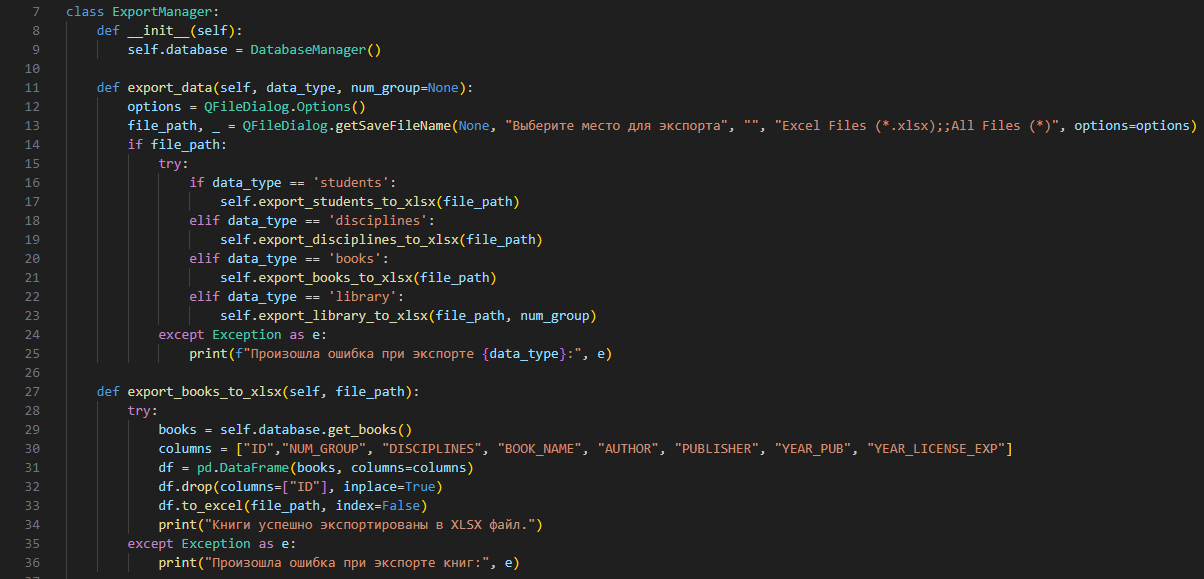 7 class ExportManager:
8     def __init__(self):
9         self.database = DatabaseManager()
10
11     def export_data(self, data_type, num_group=None):
12         options = QFileDialog.Options()
13         file_path, _ = QFileDialog.getSaveFileName(None, "Выберите место для экспорта", "", "Excel Files (*.xlsx);;All Files (*)", options=options)
14         if file_path:
15             try:
16                 if data_type == 'students':
17                     self.export_students_to_xlsx(file_path)
18                 elif data_type == 'disciplines':
19                     self.export_disciplines_to_xlsx(file_path)
20                 elif data_type == 'books':
21                     self.export_books_to_xlsx(file_path)
22                 elif data_type == 'library':
23                     self.export_library_to_xlsx(file_path, num_group)
24             except Exception as e:
25                 print(f"Произошла ошибка при экспорте {data_type}:", e)
26
27     def export_books_to_xlsx(self, file_path):
28         try:
29             books = self.database.get_books()
30             columns = ["ID","NUM_GROUP", "DISCIPLINES", "BOOK_NAME", "AUTHOR", "PUBLISHER", "YEAR_PUB", "YEAR_LICENSE_EXP"]
31             df = pd.DataFrame(books, columns=columns)
32             df.drop(columns=["ID"], inplace=True)
33             df.to_excel(file_path, index=False)
34             print("Книги успешно экспортированы в XLSX файл.")
35         except Exception as e:
36             print("Произошла ошибка при экспорте книг:", e)